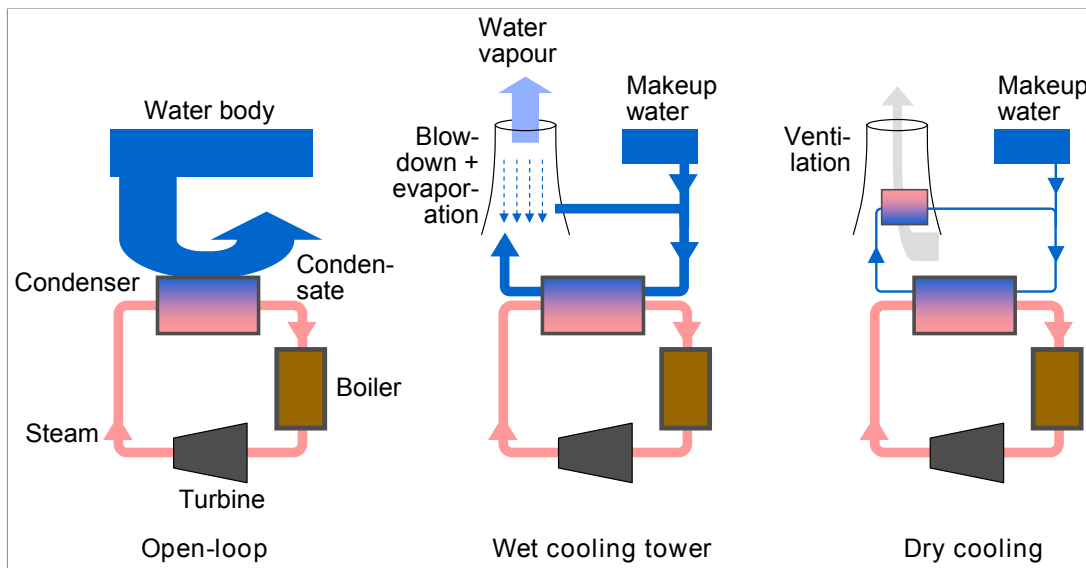 Water body
Condenser
Conden-
sate
Boiler
Steam
Turbine
Open-loop
Water
vapour
Makeup
water
Blow-
down +
evapor-
ation
Wet cooling tower
Makeup
water
Venti-
lation
Dry cooling